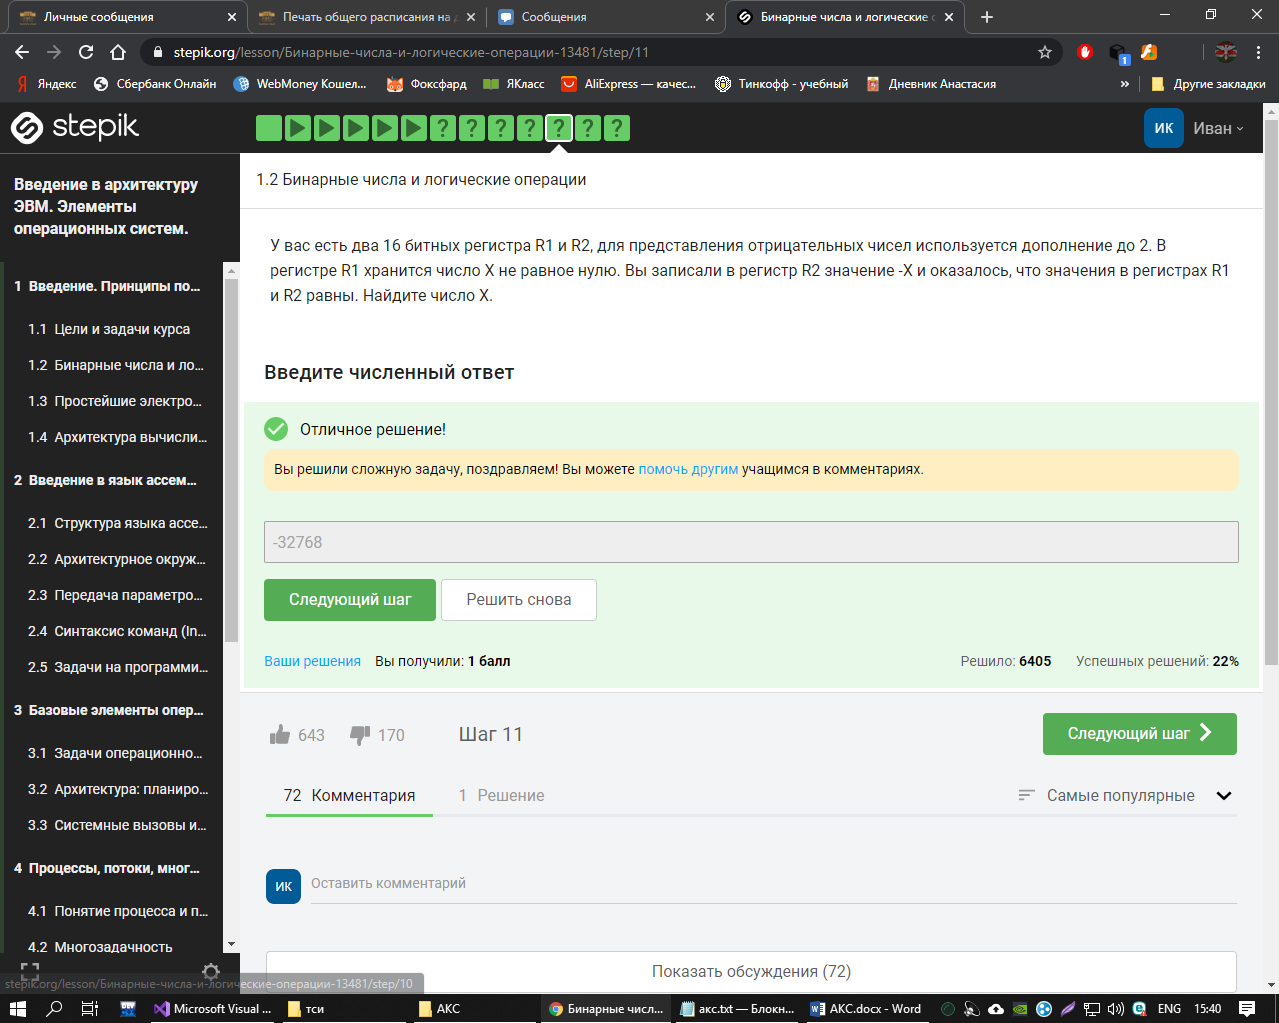 Личные сообщения
Печать общего расписания на д
Сообщения
Бинарные числа и логические о
stepik.org/lesson/Бинарные-числа-и-логические-операции-13481/step/11
1
Яндекс
Сбербанк Онлайн
WebMoney Кошел...
Фоксфорд
ЯКласс
AliExpress — качес...
Тинкофф - учебный
Дневник Анастасия
»
Другие закладки
stepik
? ? ? ? ? ? ?
ИК
Иван
Введение в архитектуру
ЭВМ. Элементы
операционных систем.
1 Введение. Принципы по...
1.1 Цели и задачи курса
1.2 Бинарные числа и ло...
1.3 Простейшие электро...
1.4 Архитектура вычисли...
2 Введение в язык ассем...
2.1 Структура языка ассе...
2.2 Архитектурное окруж...
2.3 Передача параметро...
2.4 Синтаксис команд (In...
2.5 Задачи на программи...
3 Базовые элементы опер...
3.1 Задачи операционно...
3.2 Архитектура: планиро...
3.3 Системные вызовы и...
4 Процессы, потоки, мног...
4.1 Понятие процесса и п...
4.2 Многозадачность
1.2 Бинарные числа и логические операции
У вас есть два 16 битных регистра R1 и R2, для представления отрицательных чисел используется дополнение до 2. В
регистре R1 хранится число X не равное нулю. Вы записали в регистр R2 значение -X и оказалось, что значения в регистрах R1
и R2 равны. Найдите число X.
Введите численный ответ
Отличное решение!
Вы решили сложную задачу, поздравляем! Вы можете помочь другим учащимся в комментариях.
-32768
Следующий шаг
Решить снова
Ваши решения
Вы получили: 1 балл
Решило: 6405
Успешных решений: 22%
643
170
Шаг 11
Следующий шаг
72 Комментария
1 Решение
Самые популярные
ИК
Оставить комментарий
Показать обсуждения (72)
stepik.org/lesson/Бинарные-числа-и-логические-операции-13481/step/10
Microsoft Visual ...
тси
АКС
Бинарные числ...
акс.txt — Блокн...
АКС.docx - Word
ENG
15:40